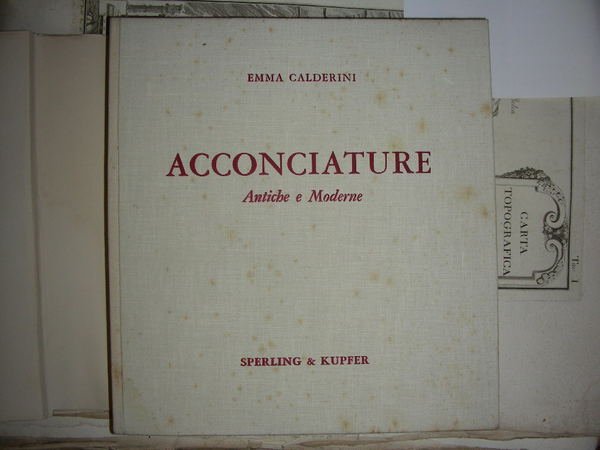 EMMA CALDERINI
ACCONCIATURE
Antiche e Moderne
SPERLING & KUPFER
CARTA
TOPOGRAFICA